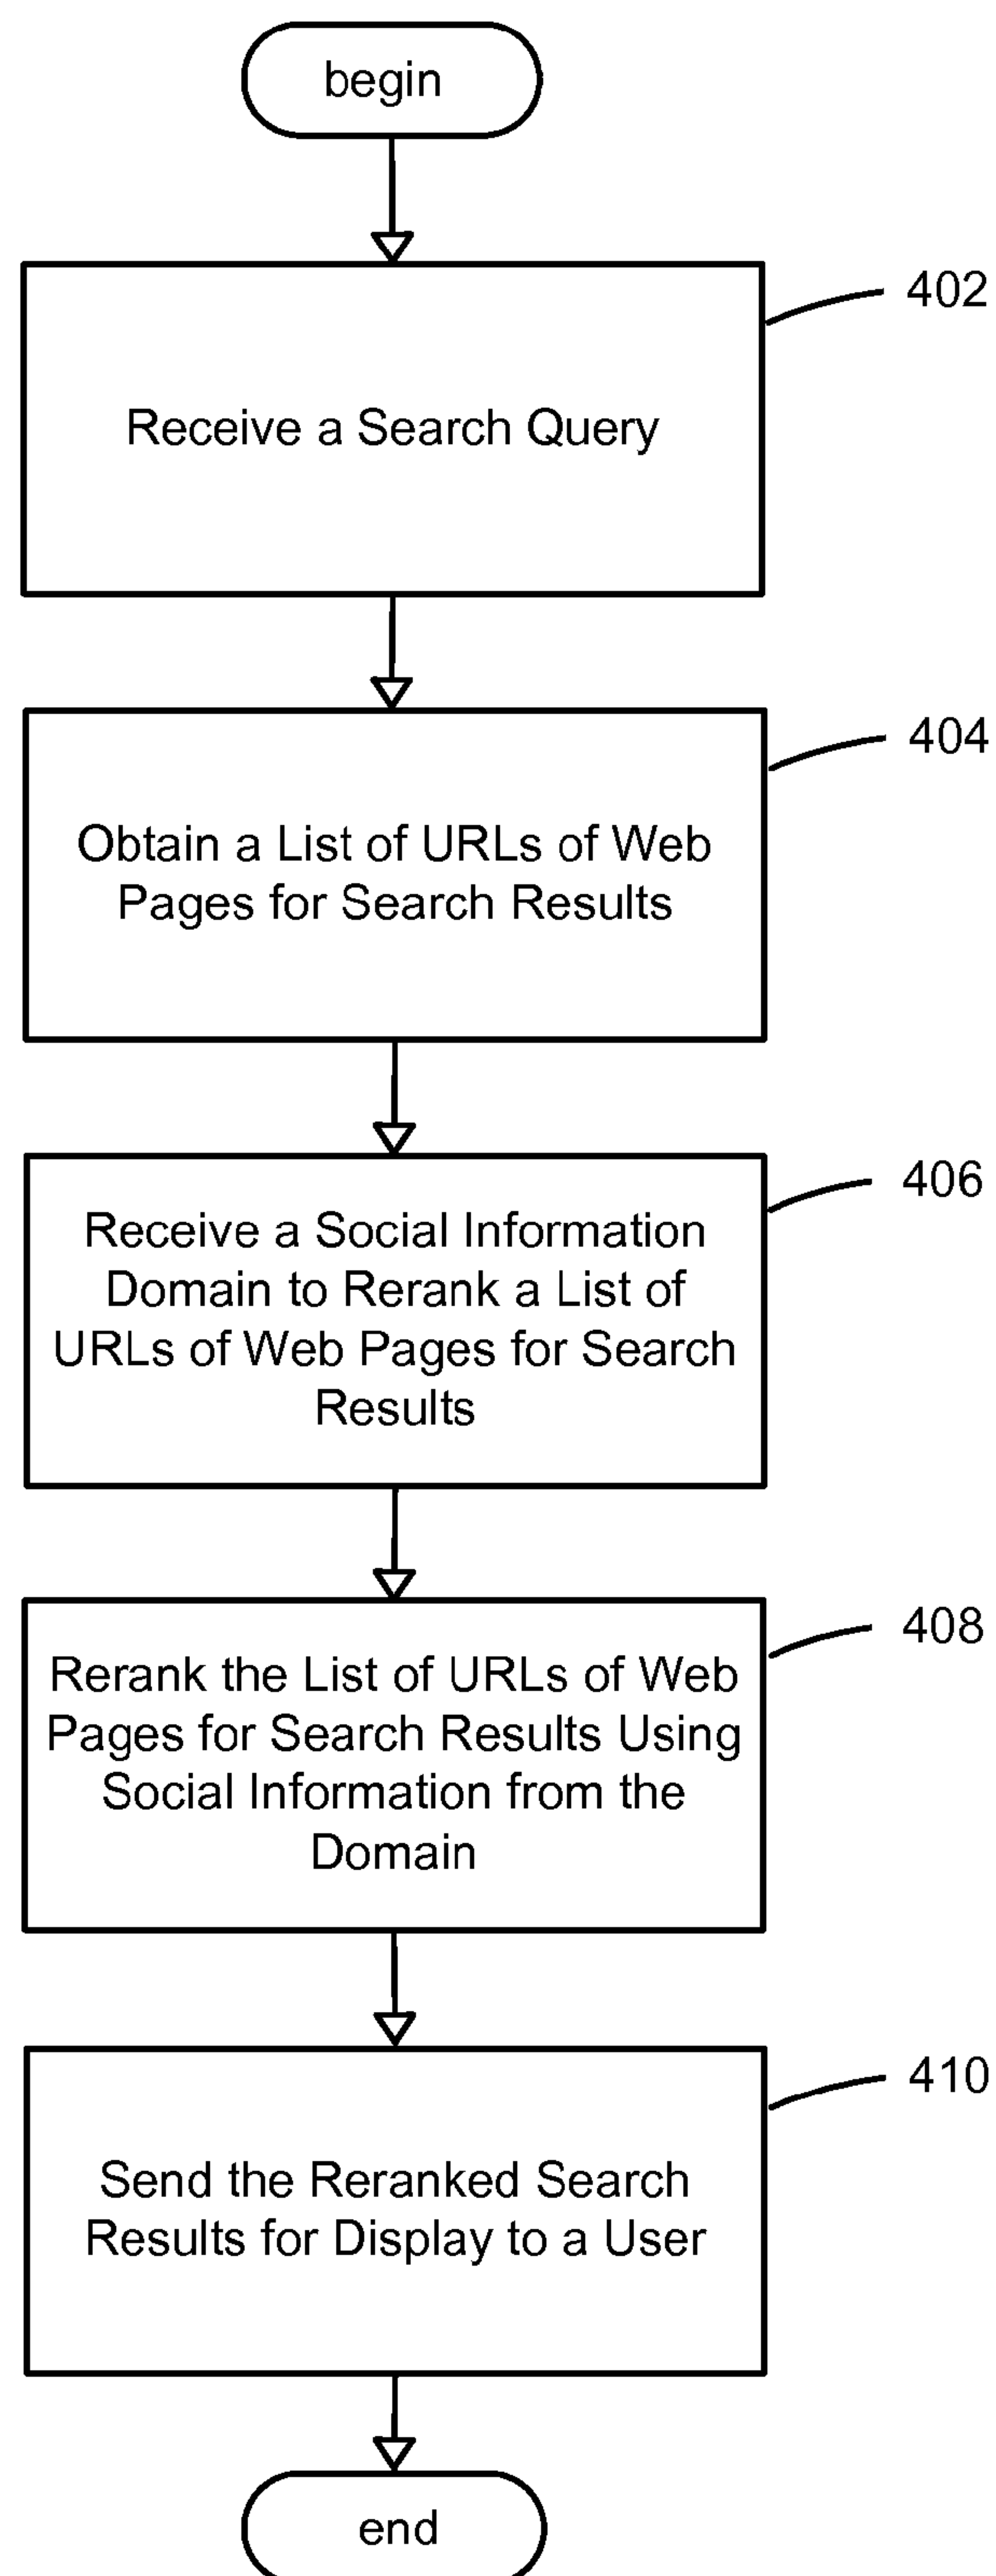 begin
402
Receive a Search Query
404
Obtain a List of URLs of Web
Pages for Search Results
406
Receive a Social Information
Domain to Rerank a List of
URLs of Web Pages for Search
Results
408
Rerank the List of URLs of Web
Pages for Search Results Using
Social Information from the
Domain
410
Send the Reranked Search
Results for Display to a User
end